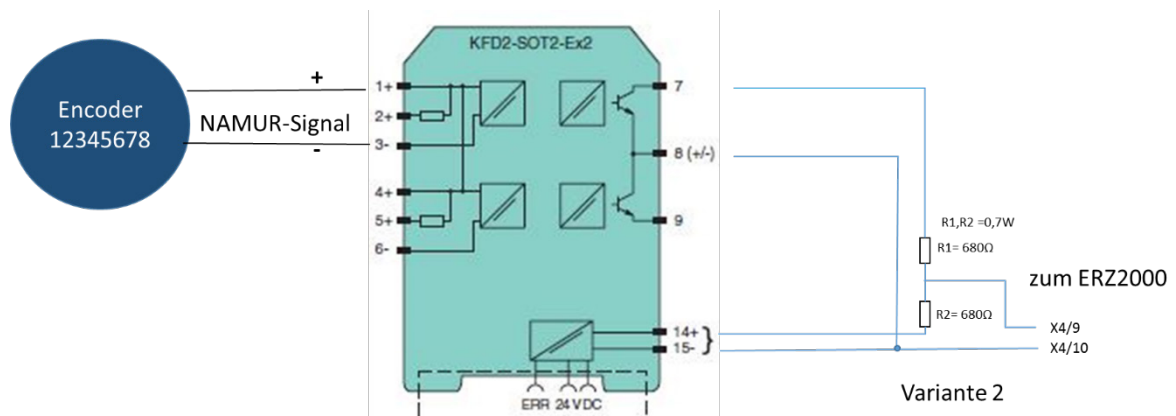 KFD2-SOT2-Ex2
Encoder
12345678
+
NAMUR-Signal
-
1+
2+
3-
4+
5+
6-
7
8 (+/-)
9
14+
15-
}
ERR 24 VDC
R1,R2 =0,7W
R1= 680Ω
R2= 680Ω
zum ERZ2000
X4/9
X4/10
Variante 2